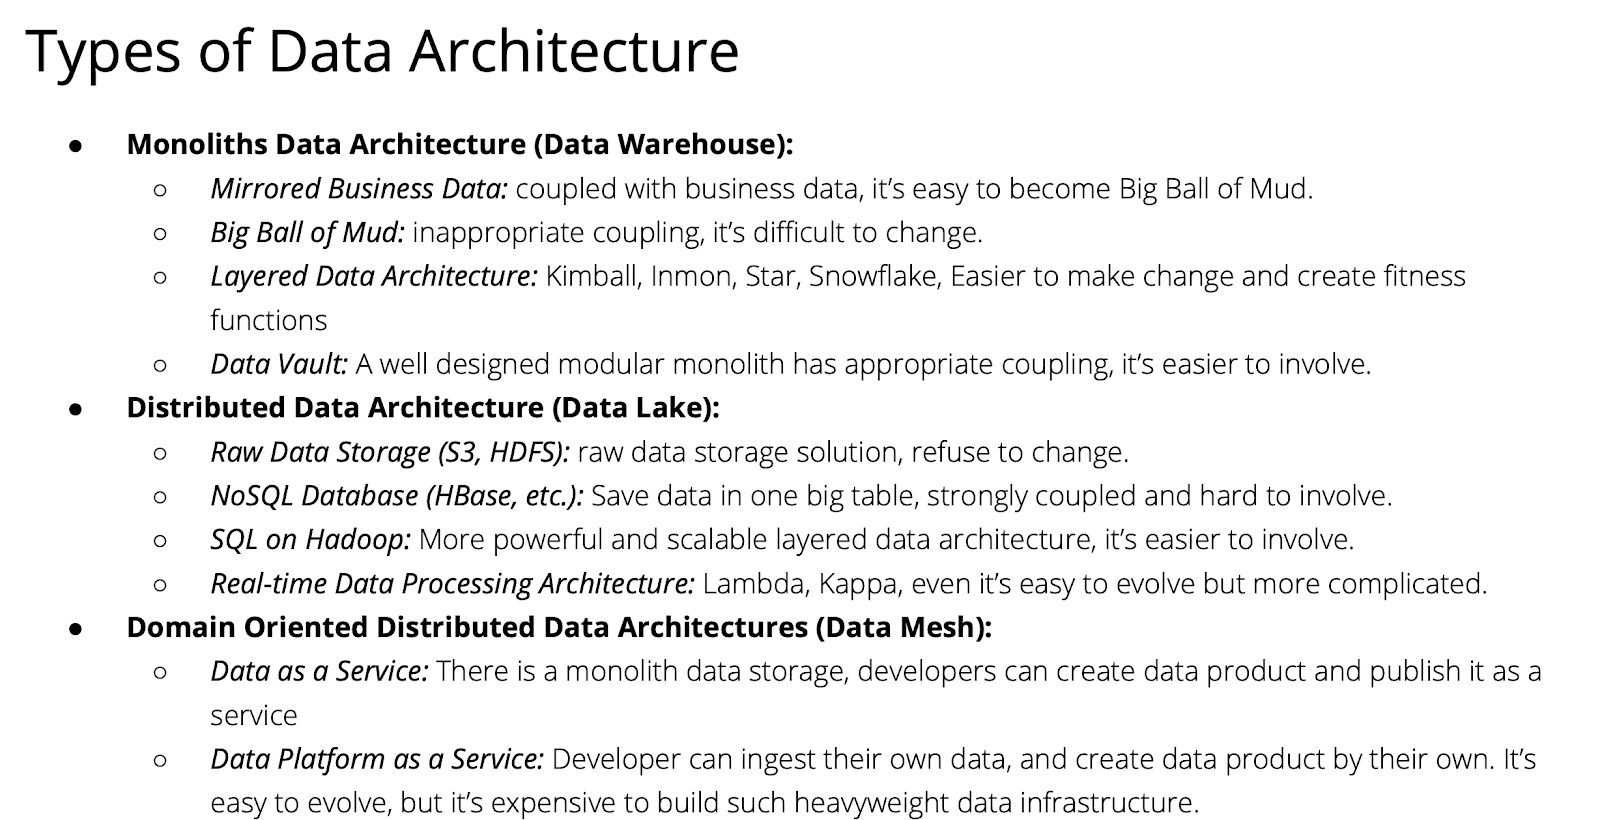 Types of Data Architecture
● Monoliths Data Architecture (Data Warehouse):
○ Mirrored Business Data: coupled with business data, it’s easy to become Big Ball of Mud.
○ Big Ball of Mud: inappropriate coupling, it’s difficult to change.
○ Layered Data Architecture: Kimball, Inmon, Star, Snowflake, Easier to make change and create fitness
functions
○ Data Vault: A well designed modular monolith has appropriate coupling, it’s easier to involve.
● Distributed Data Architecture (Data Lake):
○ Raw Data Storage (S3, HDFS): raw data storage solution, refuse to change.
○ NoSQL Database (HBase, etc.): Save data in one big table, strongly coupled and hard to involve.
○ SQL on Hadoop: More powerful and scalable layered data architecture, it’s easier to involve.
○ Real-time Data Processing Architecture: Lambda, Kappa, even it’s easy to evolve but more complicated.
● Domain Oriented Distributed Data Architectures (Data Mesh):
○ Data as a Service: There is a monolith data storage, developers can create data product and publish it as a
service
○ Data Platform as a Service: Developer can ingest their own data, and create data product by their own. It’s
easy to evolve, but it’s expensive to build such heavyweight data infrastructure.